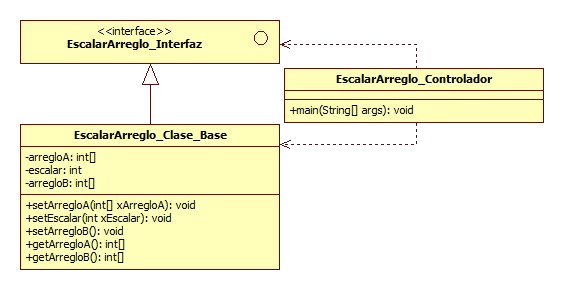 <<interface>>
EscalarArreglo_Interfaz
EscalarArreglo_Controlador
+main(String[] args): void
EscalarArreglo_Clase_Base
-arregloA: int[]
-escalar: int
-arregloB: int[]
+setArregloA(int[] xArregloA): void
+setEscalar(int xEscalar): void
+setArregloB(): void
+getArregloA(): int[]
+getArregloB(): int[]